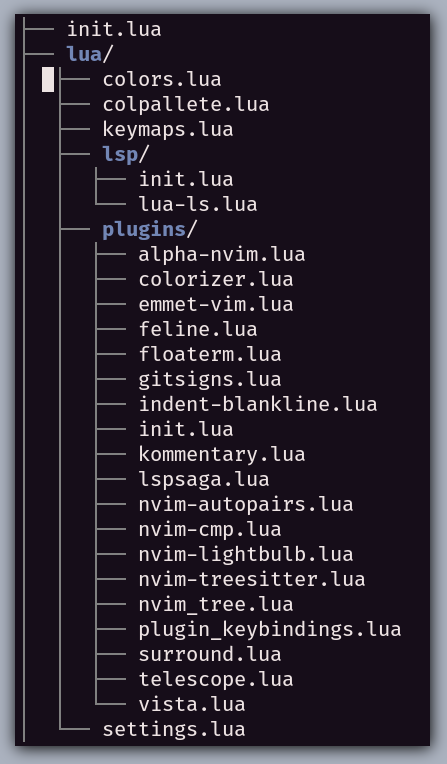 init.lua
lua/
colors.lua
colpallete.lua
keymaps.lua
lsp/
init.lua
lua-ls.lua
plugins/
alpha-nvim.lua
colorizer.lua
emmet-vim.lua
feline.lua
floaterm.lua
gitsigns.lua
indent-blankline.lua
init.lua
kommentary.lua
lspsaga.lua
nvim-autopairs.lua
nvim-cmp.lua
nvim-lightbulb.lua
nvim-treesitter.lua
nvim_tree.lua
plugin_keybindings.lua
surround.lua
telescope.lua
vista.lua
settings.lua